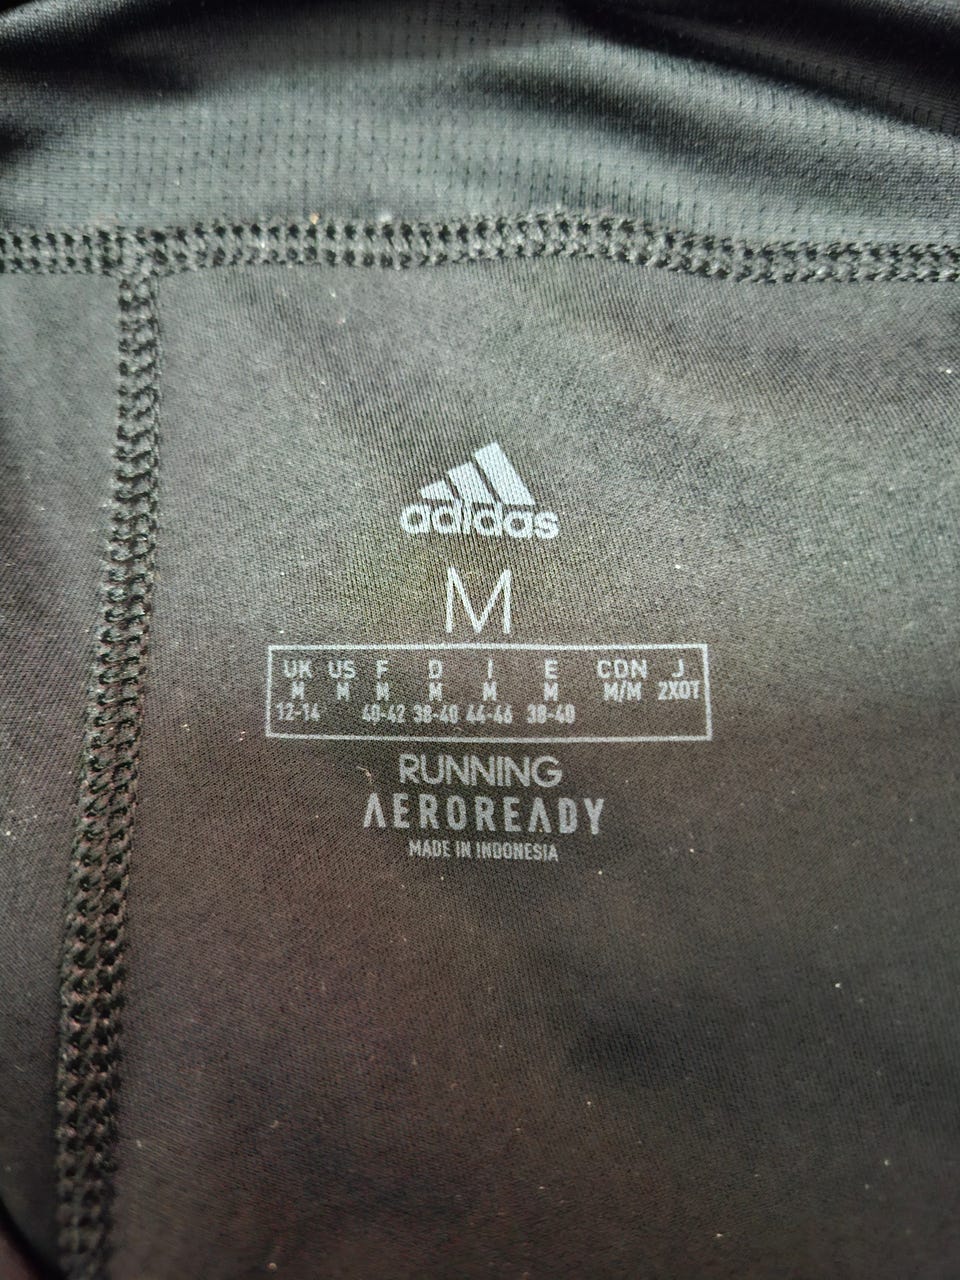 adidas
M
UK US F D I E CDN J
M M M M M M M/M 2XOT
12-14 40-42 38-40 44-46 38-40
RUNNING
AEROREADY
MADE IN INDONESIA